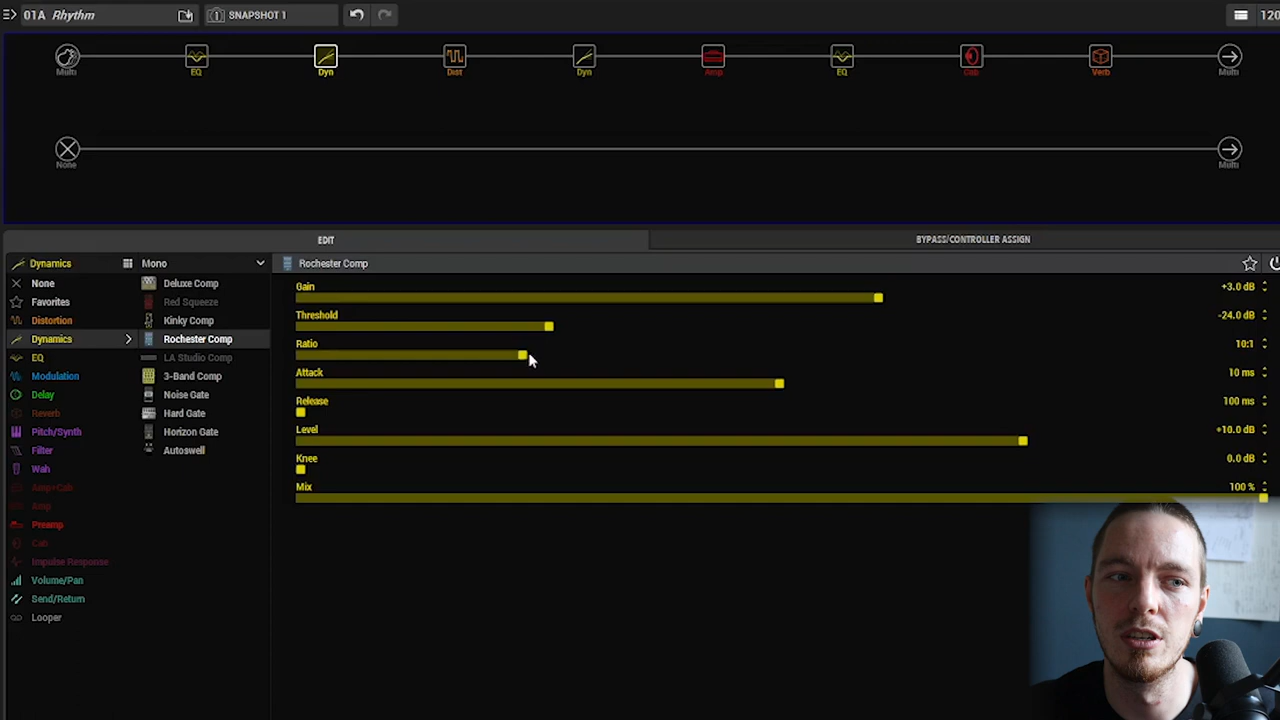 01A Rhythm
1 SNAPSHOT 1
120
Multi EQ Dyn Dist Dyn Amp EQ Cab Verb Multi
None Multi
EDIT BYPASS/CONTROLLER ASSIGN
Dynamics Mono Rochester Comp
None Deluxe Comp
Favorites Red Squeeze
Distortion Kinky Comp
Dynamics Rochester Comp
EQ LA Studio Comp
Modulation 3-Band Comp
Delay Noise Gate
Reverb Hard Gate
Pitch/Synth Horizon Gate
Filter Autoswell
Wah
Amp+Cab
Amp
Preamp
Cab
Impulse Response
Volume/Pan
Send/Return
Looper
Gain +3.0 dB
Threshold -24.0 dB
Ratio 10:1
Attack 10 ms
Release 100 ms
Level +10.0 dB
Knee 0.0 dB
Mix 100 %